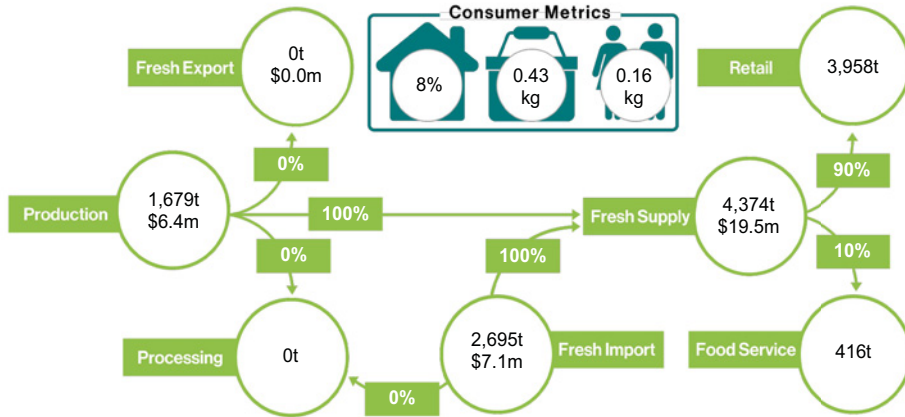 Consumer Metrics
Fresh Export
0t
$0.0m
8%
0.43
kg
0.16
kg
Retail
3,958t
0%
90%
Production
1,679t
$6.4m
100%
Fresh Supply
4,374t
$19.5m
0%
100%
10%
Processing
0t
2,695t
$7.1m
Fresh Import
Food Service
416t
0%